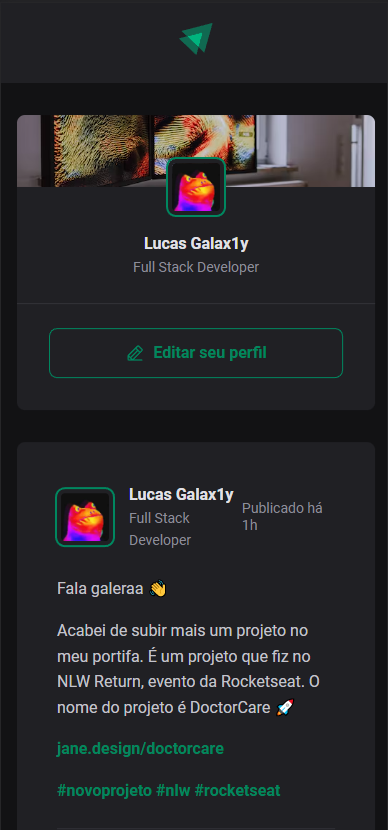 Lucas Galax1y
Full Stack Developer
Editar seu perfil
Lucas Galax1y
Full Stack
Developer
Publicado há
1h
Fala galeraa 👋
Acabei de subir mais um projeto no
meu portifa. É um projeto que fiz no
NLW Return, evento da Rocketseat. O
nome do projeto é DoctorCare 🚀
jane.design/doctorcare
#novoprojeto #nlw #rocketseat